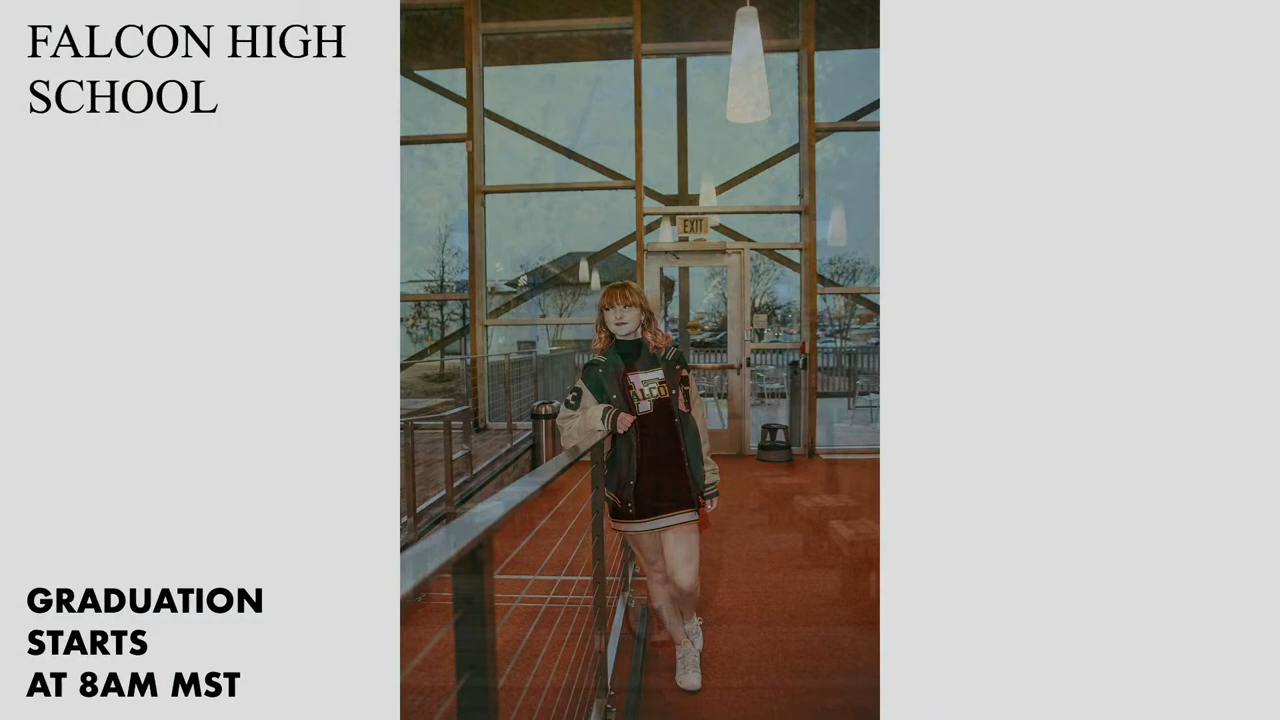 FALCON HIGH
SCHOOL
EXIT
GRADUATION
STARTS
AT 8AM MST